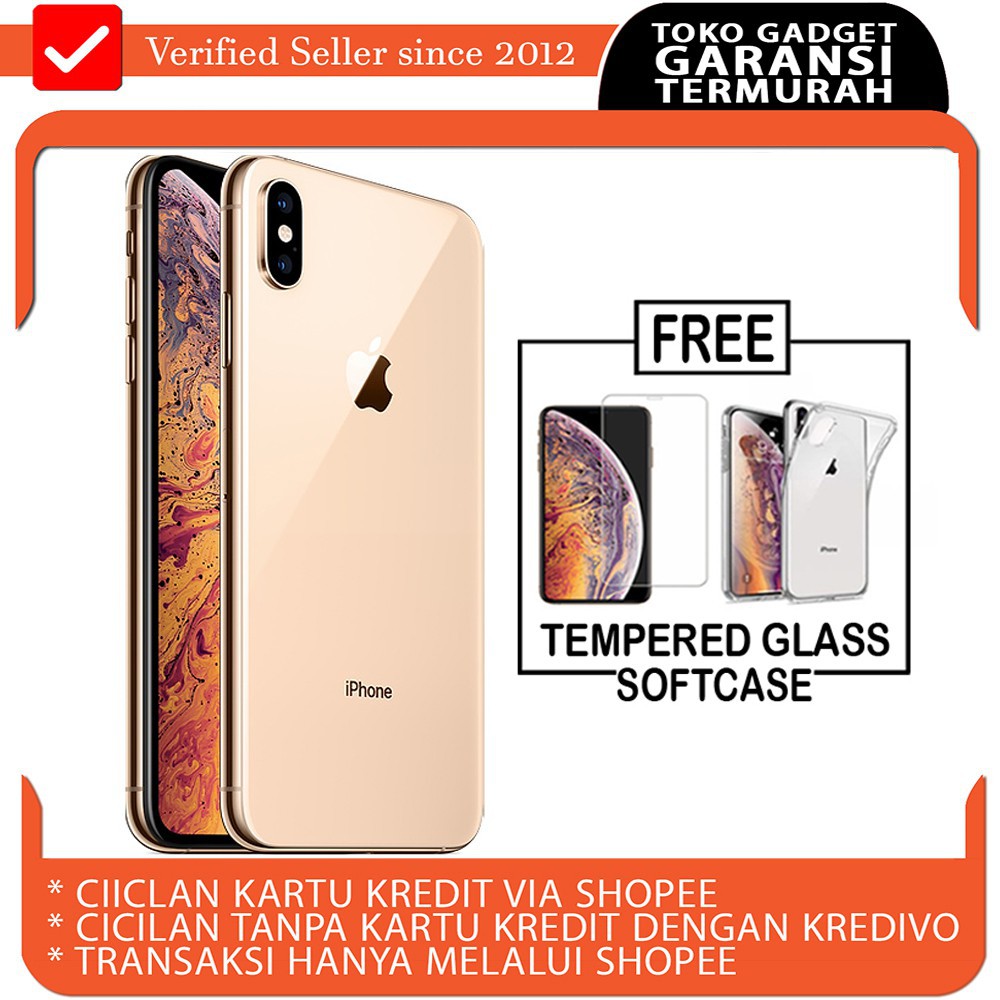 Verified Seller since 2012
TOKO GADGET
GARANSI
TERMURAH
FREE
iPhone
iPhone
TEMPERED GLASS
SOFTCASE
* CIICLAN KARTU KREDIT VIA SHOPEE
* CICILAN TANPA KARTU KREDIT DENGAN KREDIVO
* TRANSAKSI HANYA MELALUI SHOPEE